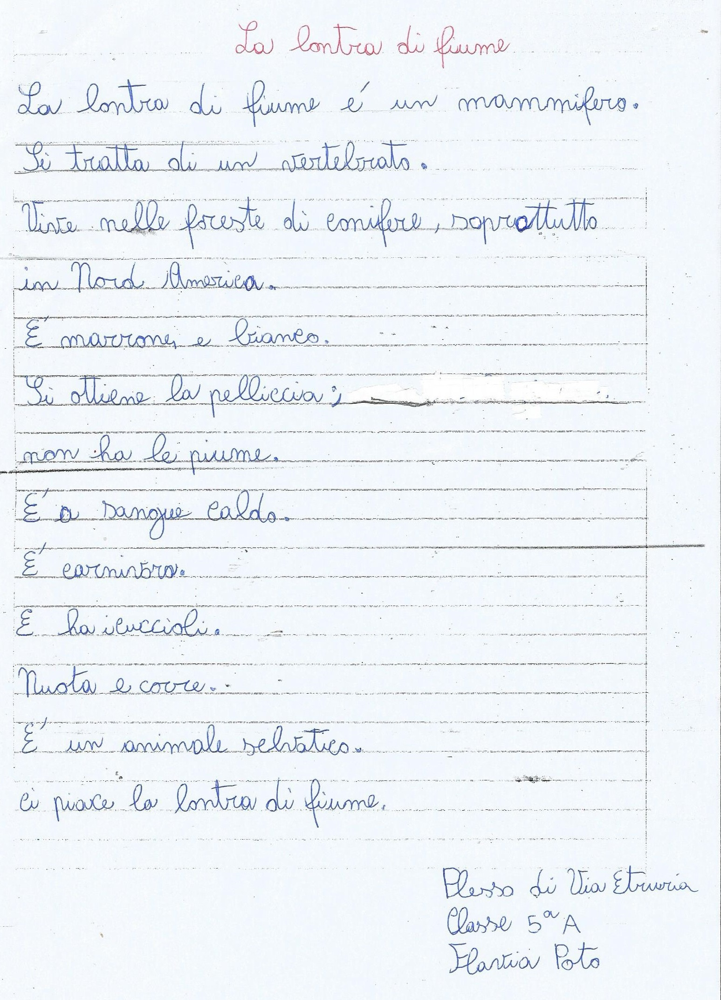 La lontra di fiume
La lontra di fiume é un mammifero.
Si tratta di un vertebrato.
Vive nelle foreste di conifere, soprattutto
in Nord America.
É marrone, e bianco.
Si ottiene la pelliccia;
non ha le piume.
É a sangue caldo.
É carnivoro.
E ha i cuccioli.
Nuota e corre.
É un animale selvatico.
ci piace la lontra di fiume.
Plesso di Via Etruria
Classe 5ª A
Flavia Poto